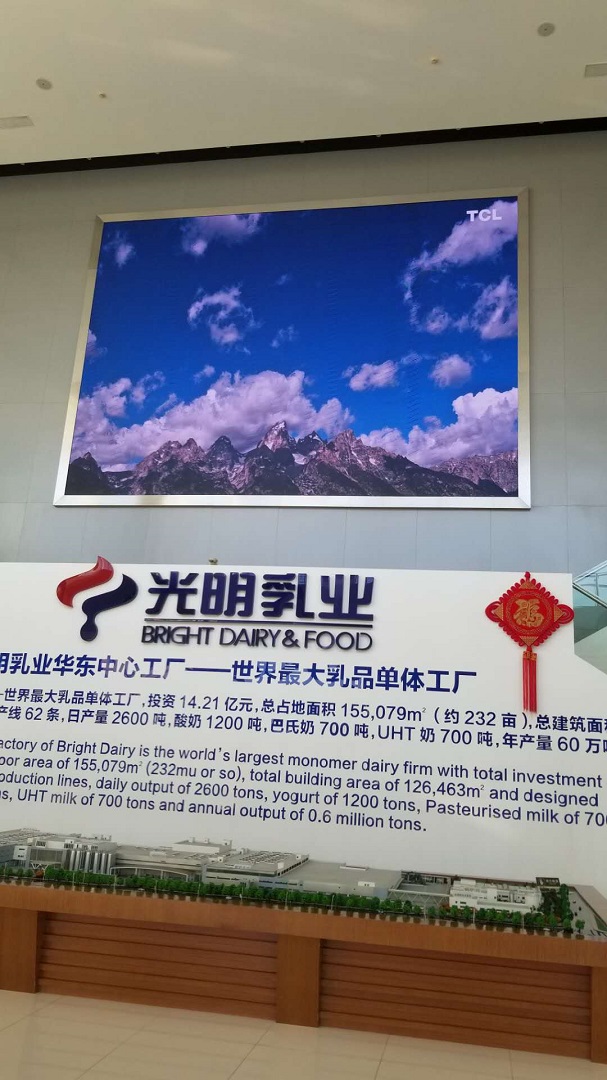 TCL
光明乳业
BRIGHT DAIRY & FOOD
福
明乳业华东中心工厂——世界最大乳品单体工厂
世界最大乳品单体工厂，投资 14.21 亿元，总占地面积 155,079m²（约 232 亩），总建筑面积
产线 62 条，日产量 2600 吨，酸奶 1200 吨，巴氏奶 700 吨，UHT 奶 700 吨，年产量 60 万吨
actory of Bright Dairy is the world's largest monomer dairy firm with total investment
oor area of 155,079m² (232mu or so), total building area of 126,463m² and designed
oduction lines, daily output of 2600 tons, yogurt of 1200 tons, Pasteurised milk of 700
ns, UHT milk of 700 tons and annual output of 0.6 million tons.